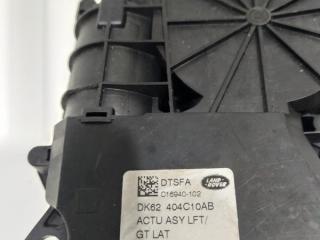 DTSFA
C16940-102
LAND-
ROVER
DK62 404C10AB
ACTU ASY LFT/
GT LAT